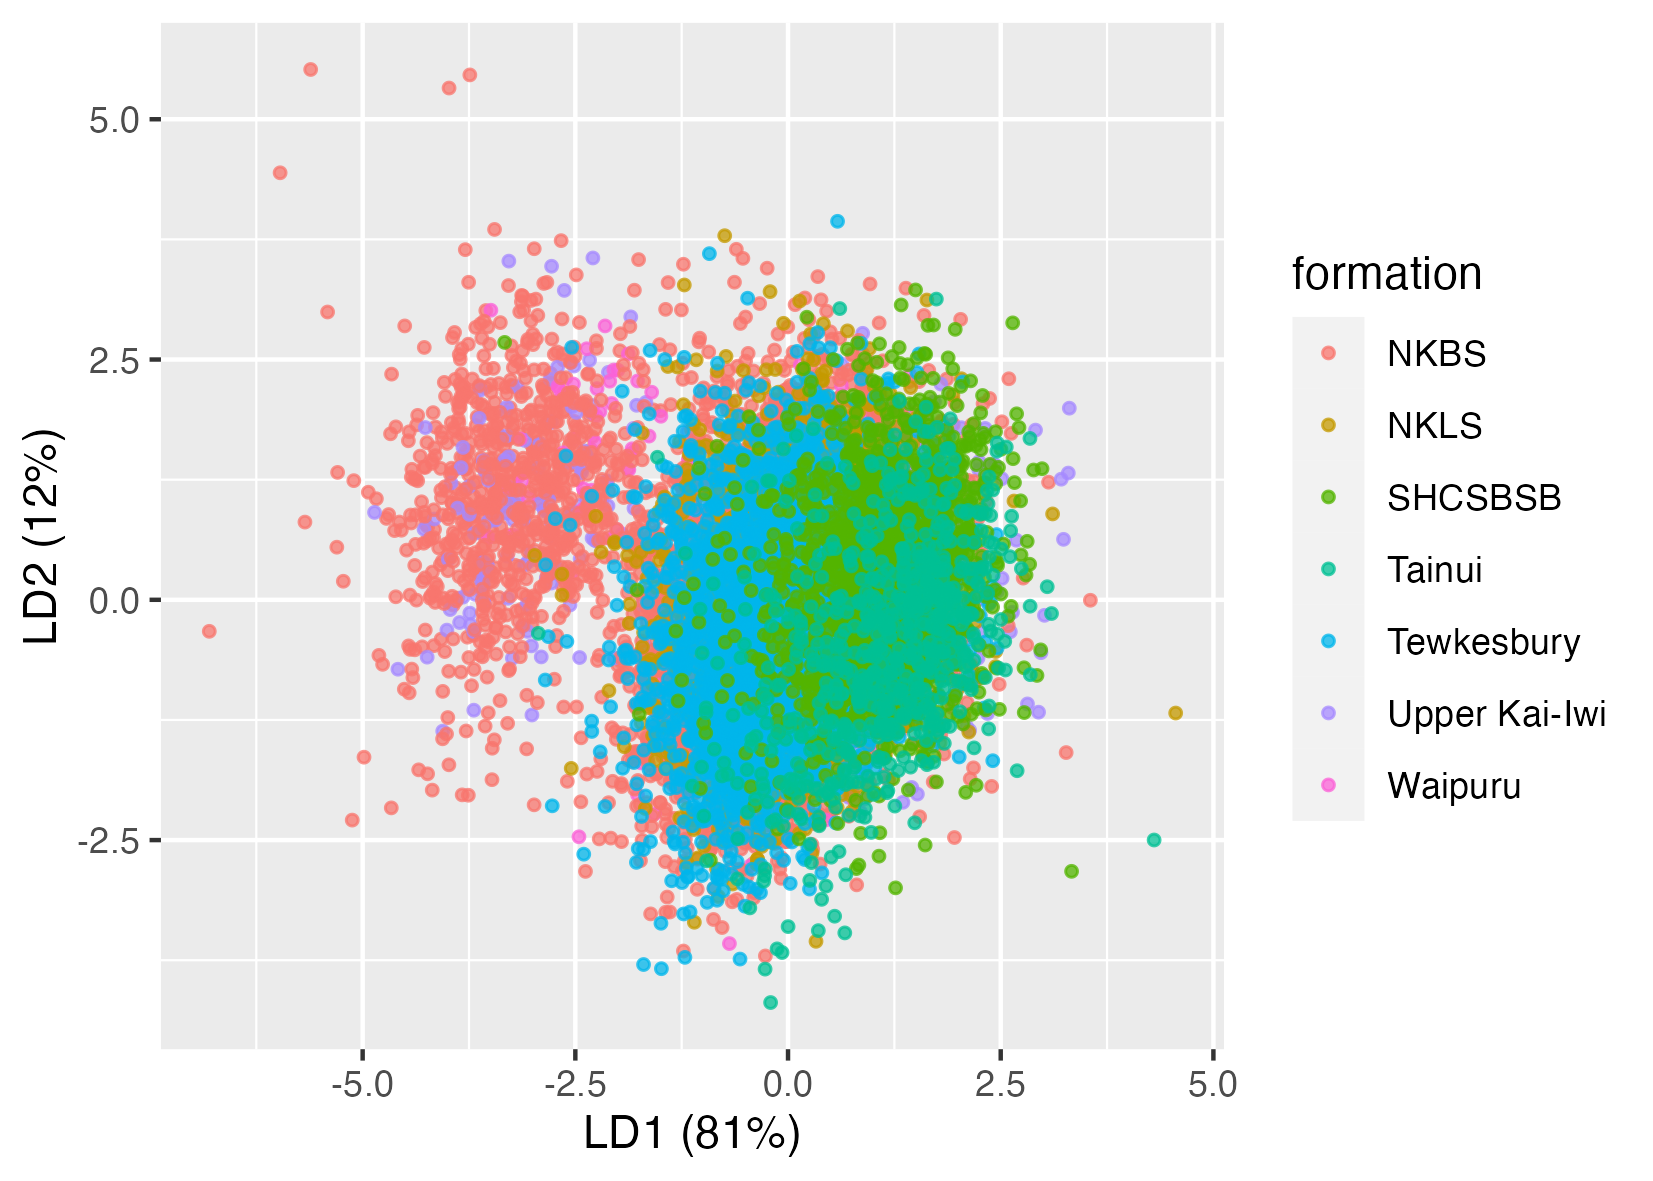 5.0
2.5
0.0
-2.5
-5.0
-2.5
0.0
2.5
5.0
LD1 (81%)
LD2 (12%)
formation
NKBS
NKLS
SHCSBSB
Tainui
Tewkesbury
Upper Kai-Iwi
Waipuru